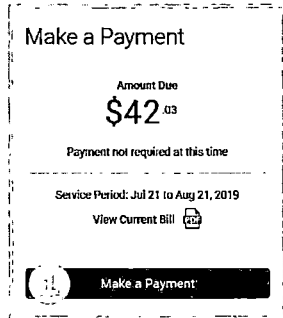 Make a Payment
Amount Due
$42.03
Payment not required at this time
Service Period: Jul 21 to Aug 21, 2019
View Current Bill PDF
Make a Payment